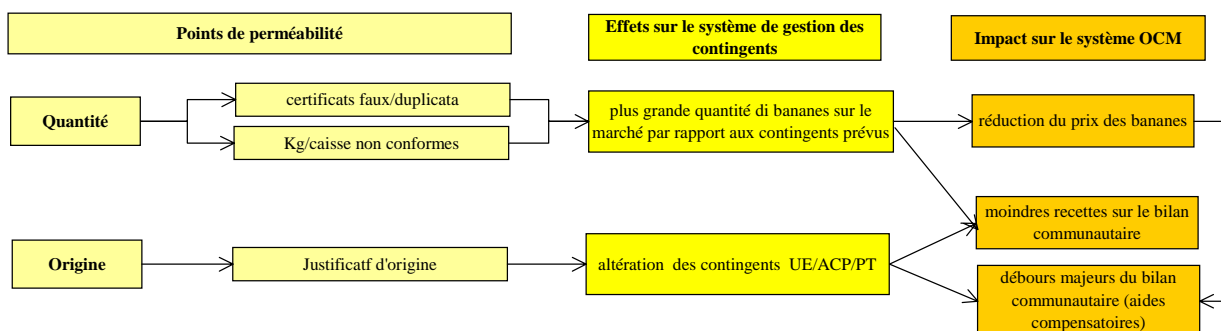 Points de perméabilité
Effets sur le système de gestion des
contingents
Impact sur le système OCM
Quantité
certificats faux/duplicata
Kg/caisse non conformes
plus grande quantité di bananes sur le
marché par rapport aux contingents prévus
réduction du prix des bananes
moindres recettes sur le bilan
communautaire
Origine
Justificatf d'origine
altération des contingents UE/ACP/PT
débours majeurs du bilan
communautaire (aides
compensatoires)